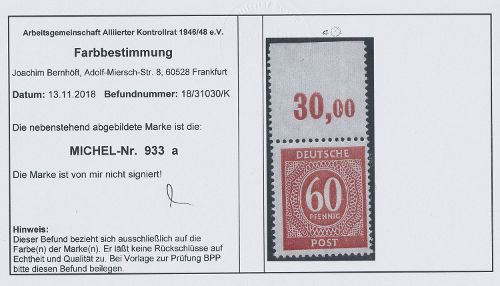 Arbeitsgemeinschaft Alliierter Kontrollrat 1946/48 e.V.
Farbbestimmung
Joachim Bernhöft, Adolf-Miersch-Str. 8, 60528 Frankfurt
Datum: 13.11.2018 Befundnummer: 18/31030/K
Die nebenstehend abgebildete Marke ist die:
MICHEL-Nr. 933 a
Die Marke ist von mir nicht signiert!
Hinweis:
Dieser Befund bezieht sich ausschließlich auf die
Farbe(n) der Marke(n). Er läßt keine Rückschlüsse auf
Echtheit und Qualität zu. Bei Vorlage zur Prüfung BPP
bitte diesen Befund beilegen.
30,00
DEUTSCHE
60
PFENNIG
POST